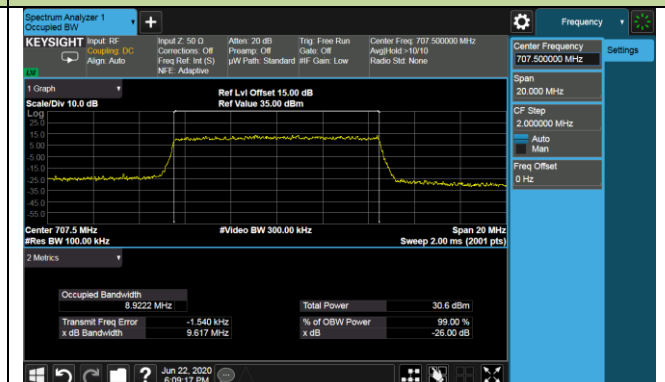 Spectrum Analyzer 1
Occupied BW
+
Frequency
KEYSIGHT
Input: RF
Coupling: DC
Align: Auto
Input Z: 50 Ω
Corrections: Off
Freq Ref: Int (S)
NFE: Adaptive
Atten: 20 dB
Preamp: Off
µW Path: Standard
Trig: Free Run
Gate: Off
#IF Gain: Low
Center Freq: 707.500000 MHz
Avg|Hold:>10/10
Radio Std: None
Center Frequency
707.500000 MHz
Settings
Span
20.000 MHz
CF Step
2.000000 MHz
Auto
Man
Freq Offset
0 Hz
1 Graph
Scale/Div 10.0 dB
Ref Lvl Offset 15.00 dB
Ref Value 35.00 dBm
Log
25.0
15.0
5.00
-5.00
-15.0
-25.0
-35.0
-45.0
-55.0
Center 707.5 MHz
#Video BW 300.00 kHz
Span 20 MHz
#Res BW 100.00 kHz
Sweep 2.00 ms (2001 pts)
2 Metrics
Occupied Bandwidth
8.9222 MHz
Total Power
30.6 dBm
Transmit Freq Error
-1.540 kHz
% of OBW Power
99.00 %
x dB Bandwidth
9.617 MHz
x dB
-26.00 dB
?
Jun 22, 2020
6:09:17 PM